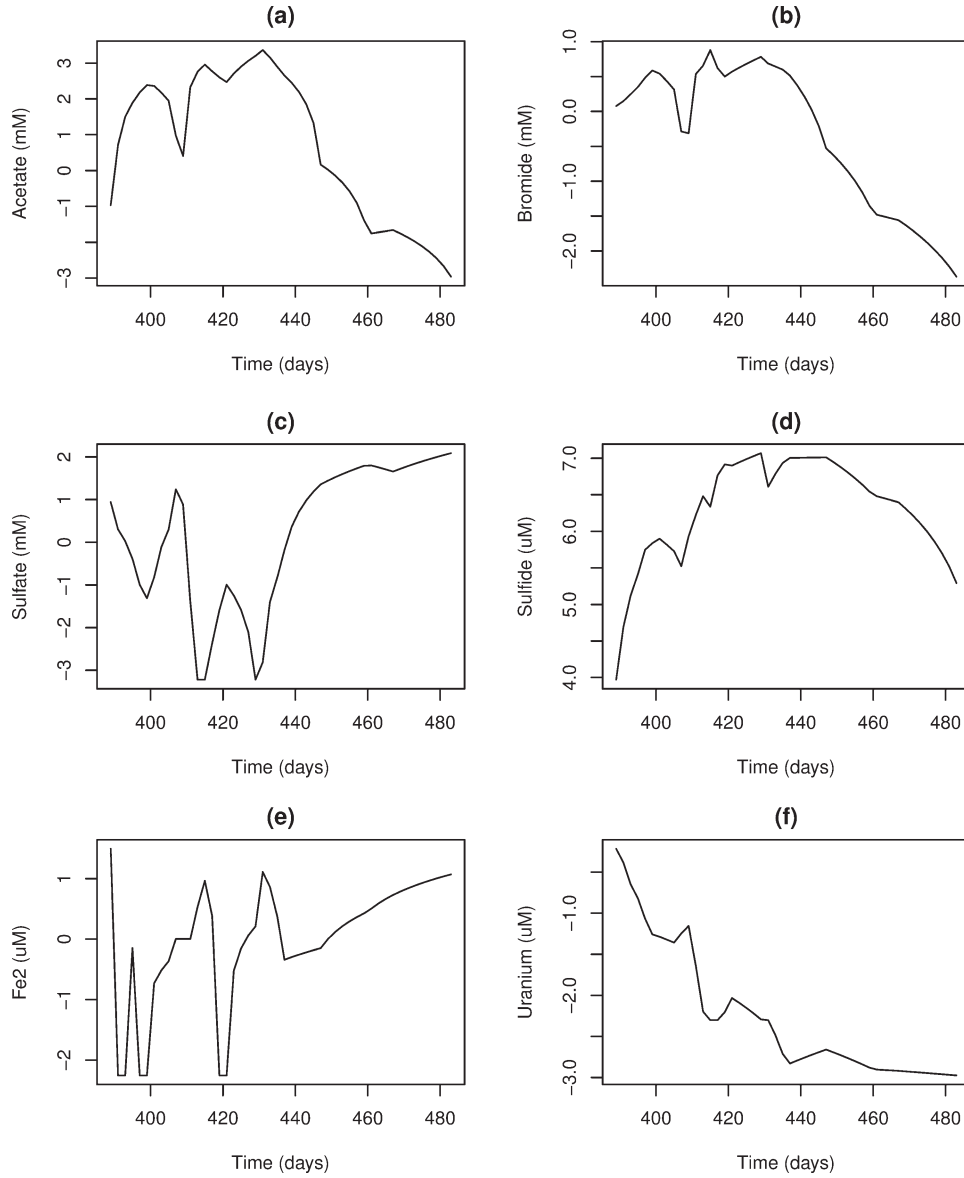 (a)
Acetate (mM)
3
2
1
0
−1
−3
400 420 440 460 480
Time (days)
(b)
Bromide (mM)
1.0
0.0
−1.0
−2.0
400 420 440 460 480
Time (days)
(c)
Sulfate (mM)
2
1
0
−1
−2
−3
400 420 440 460 480
Time (days)
(d)
Sulfide (uM)
7.0
6.0
5.0
4.0
400 420 440 460 480
Time (days)
(e)
Fe2 (uM)
1
0
−1
−2
400 420 440 460 480
Time (days)
(f)
Uranium (uM)
−1.0
−2.0
−3.0
400 420 440 460 480
Time (days)